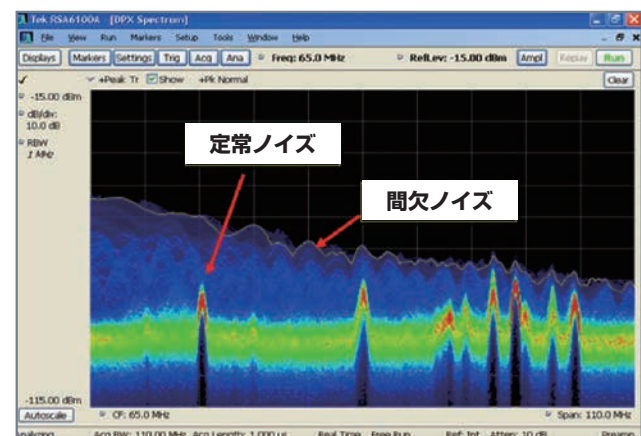 Tek RSA6100A - [DPX Spectrum]
File View Run Markers Setup Tools Window Help
Displays Markers Settings Trig Acq Ana Freq: 65.0 MHz RefLev: -15.00 dBm Ampl Replay Run
+Peak Tr Show +Pk Normal Clear
-15.00 dBm
dB/div:
10.0 dB
RBW
1 MHz
定常ノイズ
間欠ノイズ
-115.00 dBm
Autoscale CF: 65.0 MHz Span: 110.0 MHz
Analyzing Acq BW: 110.00 MHz, Acq Length: 1.000 us Real Time Free Run Ref: Int Atten: 10 dB Preamp